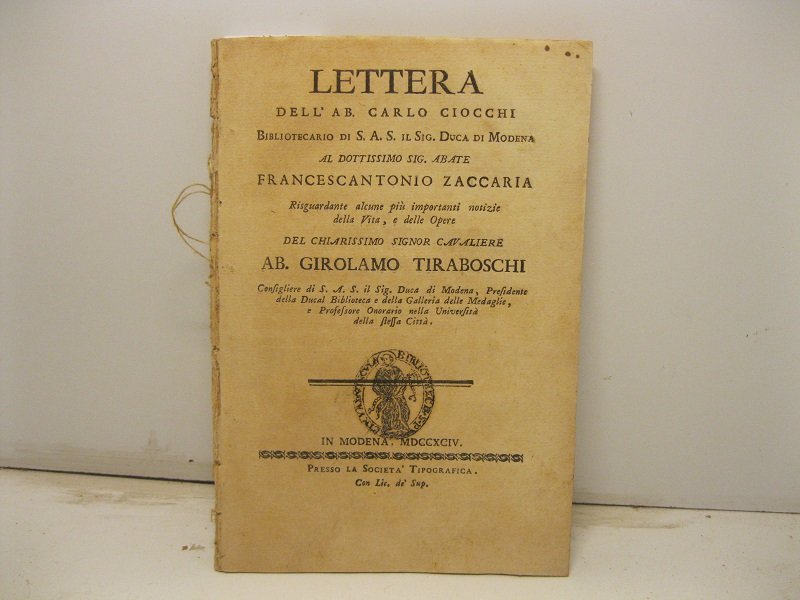 LETTERA
DELL' AB. CARLO CIOCCHI
BIBLIOTECARIO DI S. A. S. IL SIG. DUCA DI MODENA
AL DOTTISSIMO SIG. ABATE
FRANCESCANTONIO ZACCARIA
Risguardante alcune più importanti notizie
della Vita, e delle Opere
DEL CHIARISSIMO SIGNOR CAVALIERE
AB. GIROLAMO TIRABOSCHI
Consigliere di S. A. S. il Sig. Duca di Modena, Presidente
della Ducal Biblioteca e della Galleria delle Medaglie,
e Professore Onorario nella Università
della stessa Città.
IN MODENA. MDCCXCIV.
PRESSO LA SOCIETA' TIPOGRAFICA.
Con Lic. de' Sup.